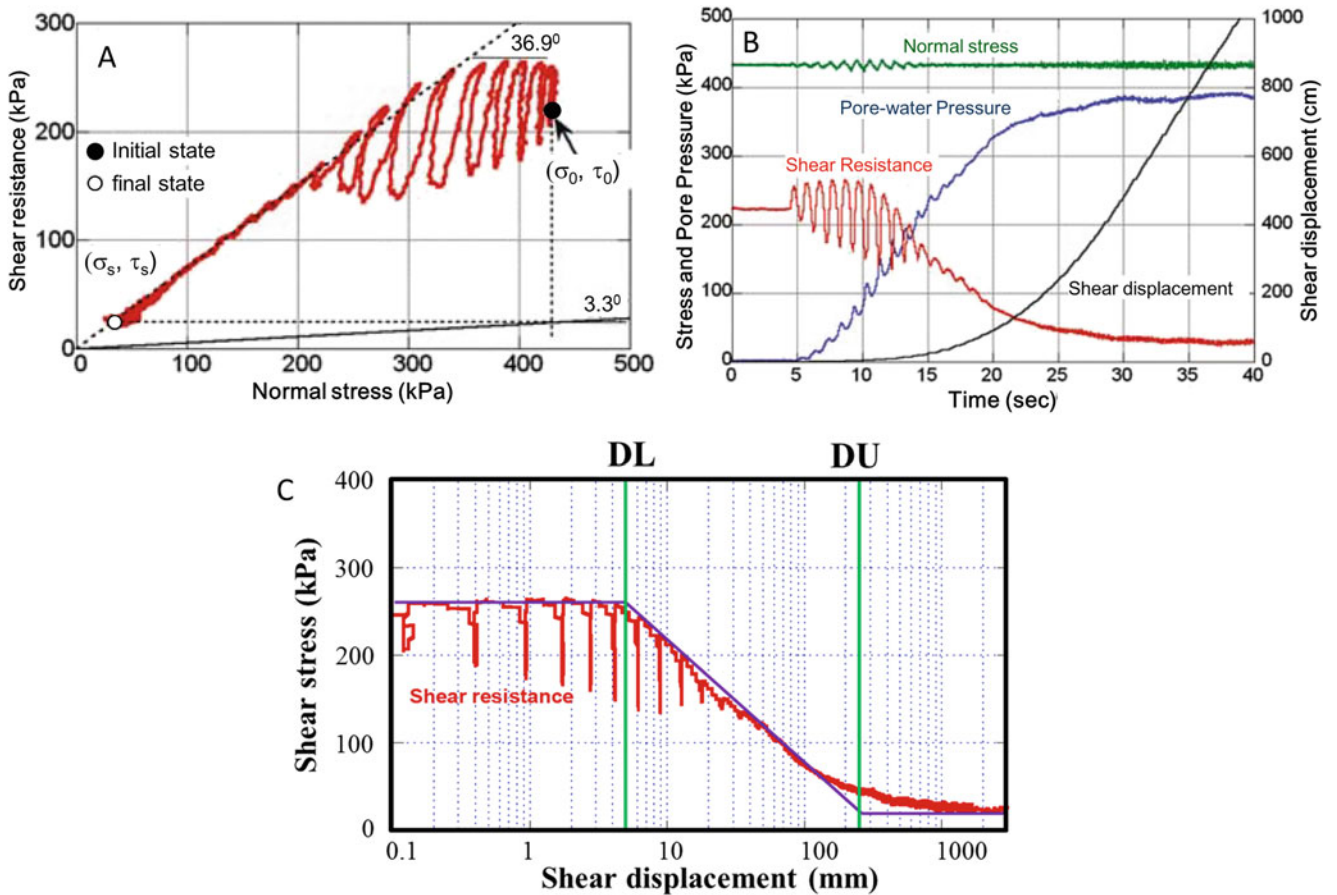 A
300
200
100
0
Shear resistance (kPa)
36.9⁰
Initial state
final state
(σ₀, τ₀)
(σₛ, τₛ)
3.3⁰
0
100
200
300
400
500
Normal stress (kPa)
B
500
400
300
200
100
0
Stress and Pore Pressure (kPa)
Normal stress
Pore-water Pressure
Shear Resistance
Shear displacement
1000
800
600
400
200
0
Shear displacement (cm)
0
5
10
15
20
25
30
35
40
Time (sec)
C
DL
DU
400
300
200
100
0
Shear stress (kPa)
Shear resistance
0.1
1
10
100
1000
Shear displacement (mm)